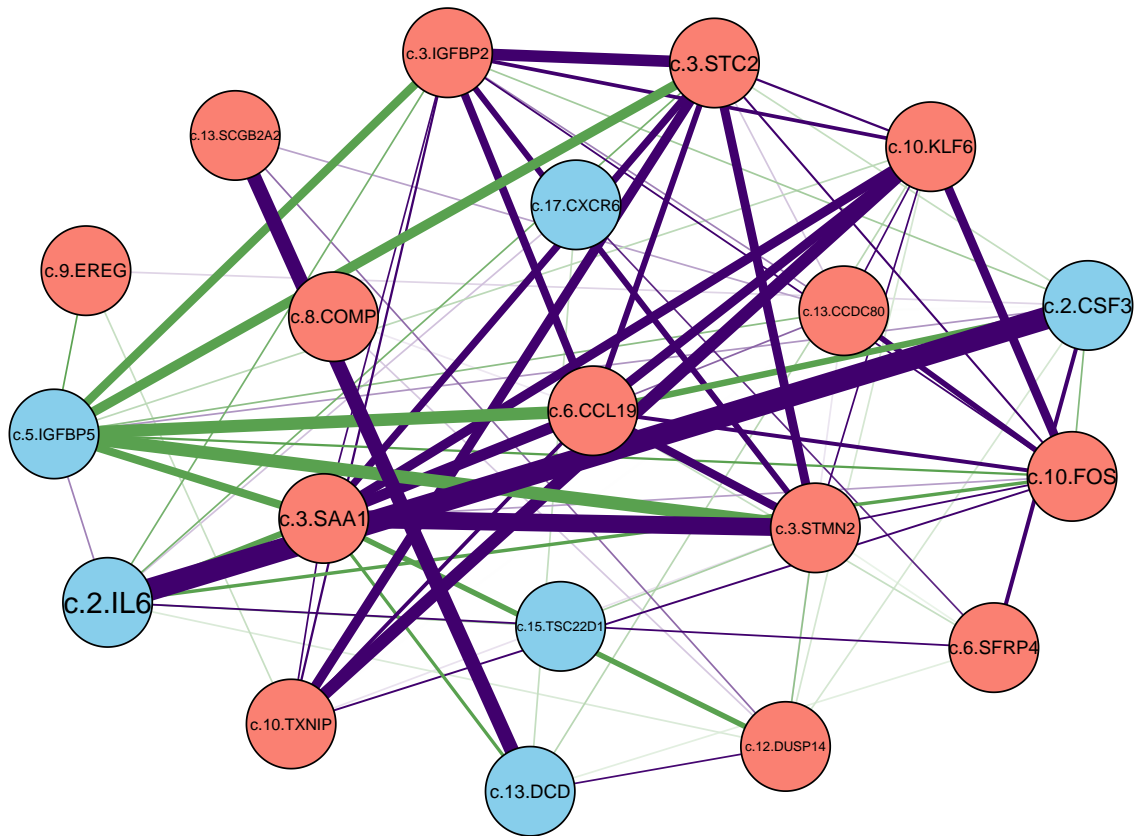 c.3.IGFBP2
c.3.STC2
c.13.SCGB2A2
c.10.KLF6
c.17.CXCR6
c.9.EREG
c.2.CSF3
c.8.COMP
c.13.CCDC80
c.6.CCL19
c.5.IGFBP5
c.10.FOS
c.3.SAA1
c.3.STMN2
c.2.IL6
c.15.TSC22D1
c.6.SFRP4
c.10.TXNIP
c.12.DUSP14
c.13.DCD